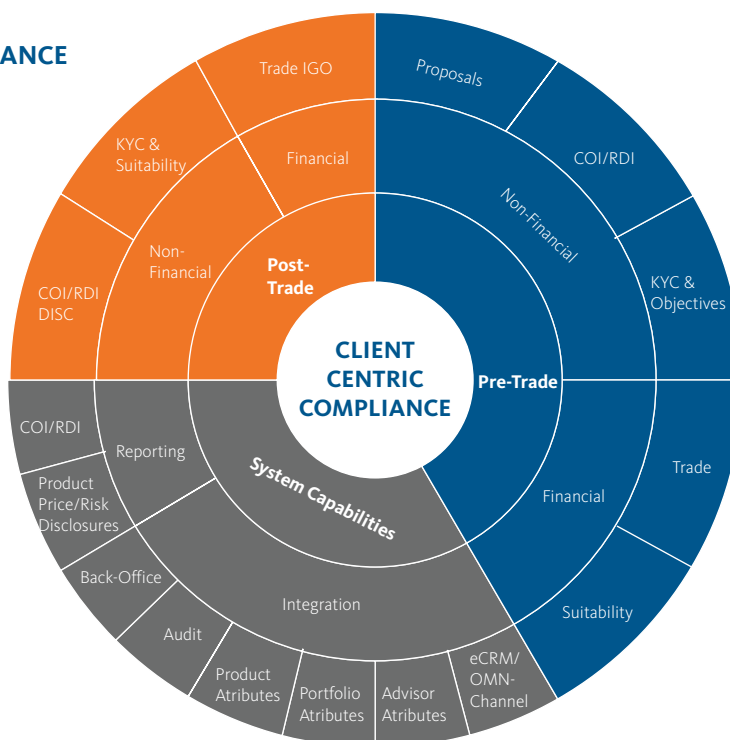 ANCE
Trade IGO
Proposals
KYC &
Suitability
Financial
COI/RDI
Non-Financial
Non-
Financial
Post-
Trade
COI/RDI
DISC
KYC &
Objectives
CLIENT
CENTRIC
COMPLIANCE
Pre-Trade
COI/RDI
Reporting
System Capabilities
Trade
Product
Price/Risk
Disclosures
Financial
Back-Office
Integration
Suitability
Audit
Product
Atributes
Portfolio
Atributes
Advisor
Atributes
eCRM/
OMN-
Channel